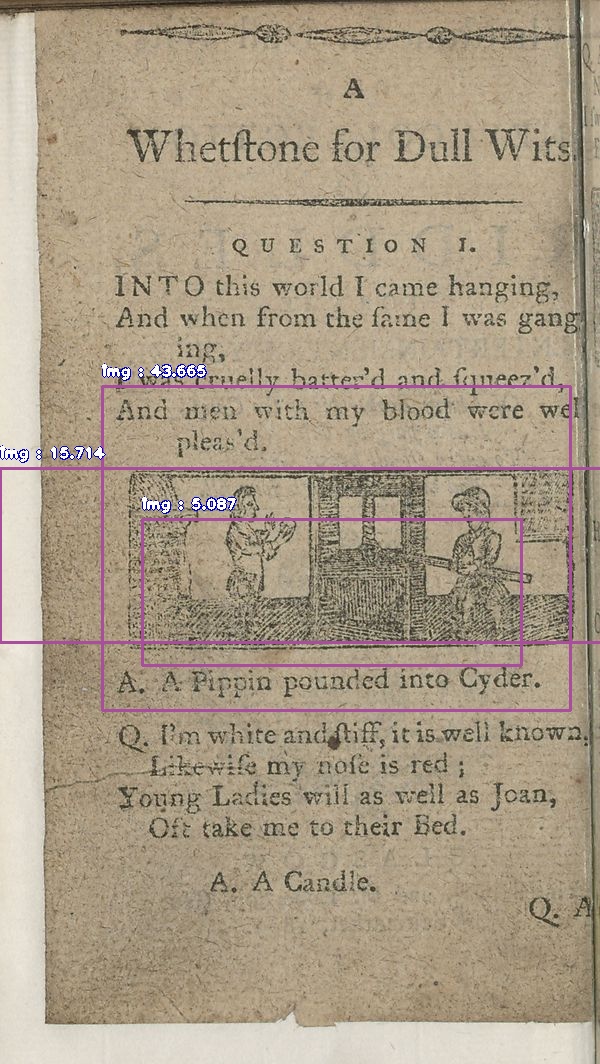 A
Whetſtone for Dull Wits.
QUESTION I.
INTO this world I came hanging,
And when from the ſame I was gang
ing,
I was cruelly batter'd and ſqueez'd,
And men with my blood were wel
pleas'd.
Img : 43.665
Img : 15.714
Img : 5.087
A. A Pippin pounded into Cyder.
Q. I'm white and ſtiff, it is well known,
Likewiſe my noſe is red ;
Young Ladies will as well as Joan,
Oft take me to their Bed.
A. A Candle.
Q. A